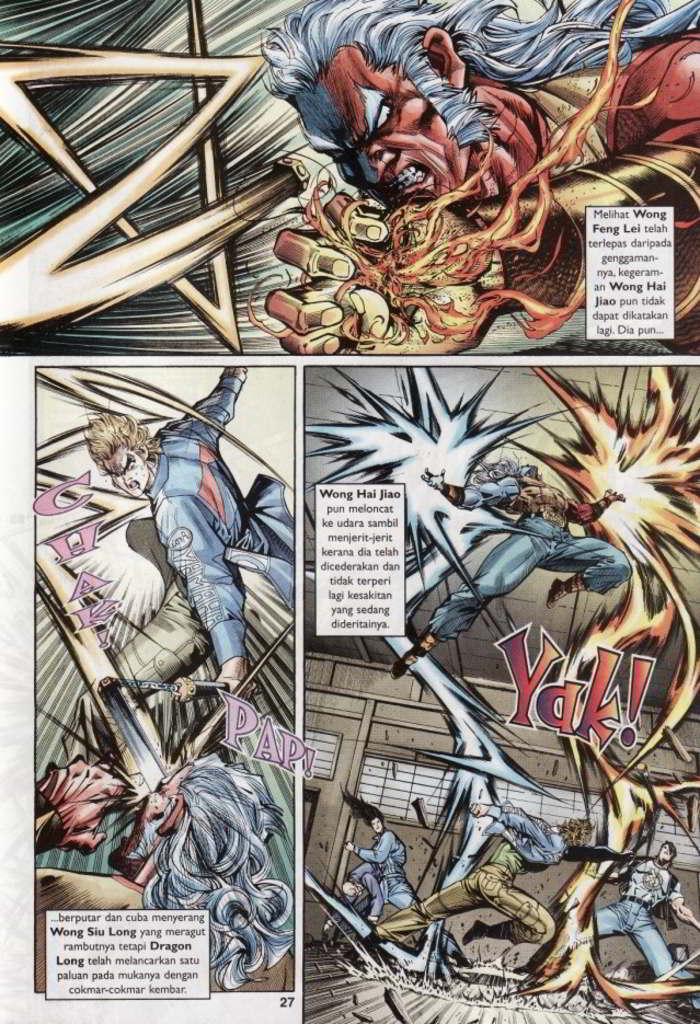 Melihat Wong
Feng Lei telah
terlepas daripada
genggaman-
nya, kegeram-
an Wong Hai
Jiao pun tidak
dapat dikatakan
lagi. Dia pun...
CHAK!
YAMAHA
PAP!
...berputar dan cuba menyerang
Wong Siu Long yang meragut
rambutnya tetapi Dragon
Long telah melancarkan satu
paluan pada mukanya dengan
cokmar-cokmar kembar.
27
Wong Hai Jiao
pun meloncat
ke udara sambil
menjerit-jerit
kerana dia telah
dicederakan dan
tidak terperi
lagi kesakitan
yang sedang
dideritainya.
Yak!